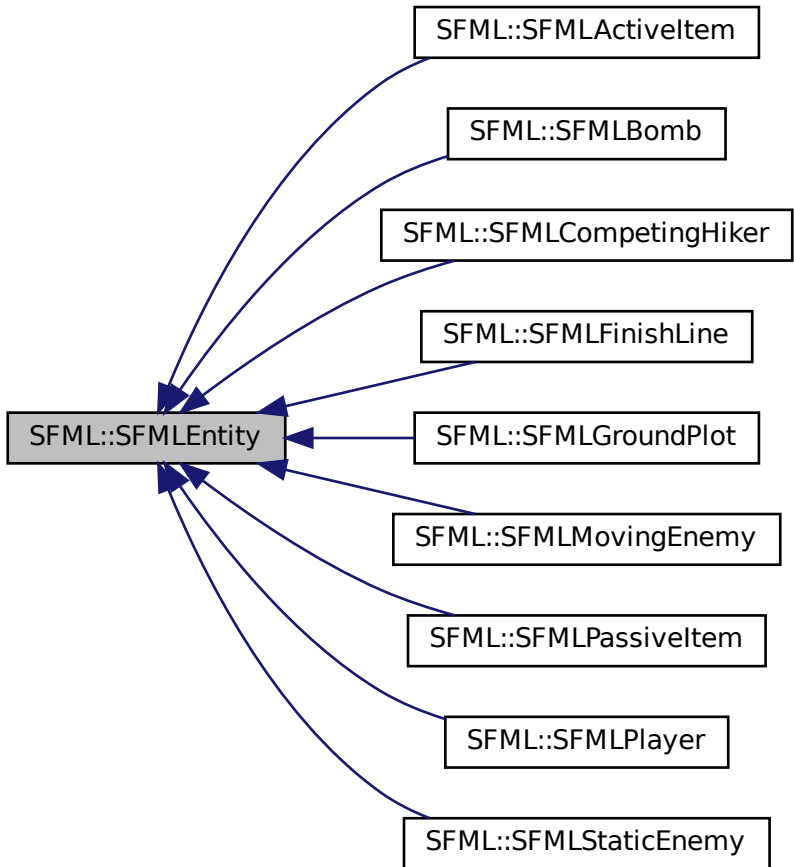 SFML::SFMLActiveItem
SFML::SFMLBomb
SFML::SFMLCompetingHiker
SFML::SFMLFinishLine
SFML::SFMLEntity
SFML::SFMLGroundPlot
SFML::SFMLMovingEnemy
SFML::SFMLPassiveItem
SFML::SFMLPlayer
SFML::SFMLStaticEnemy